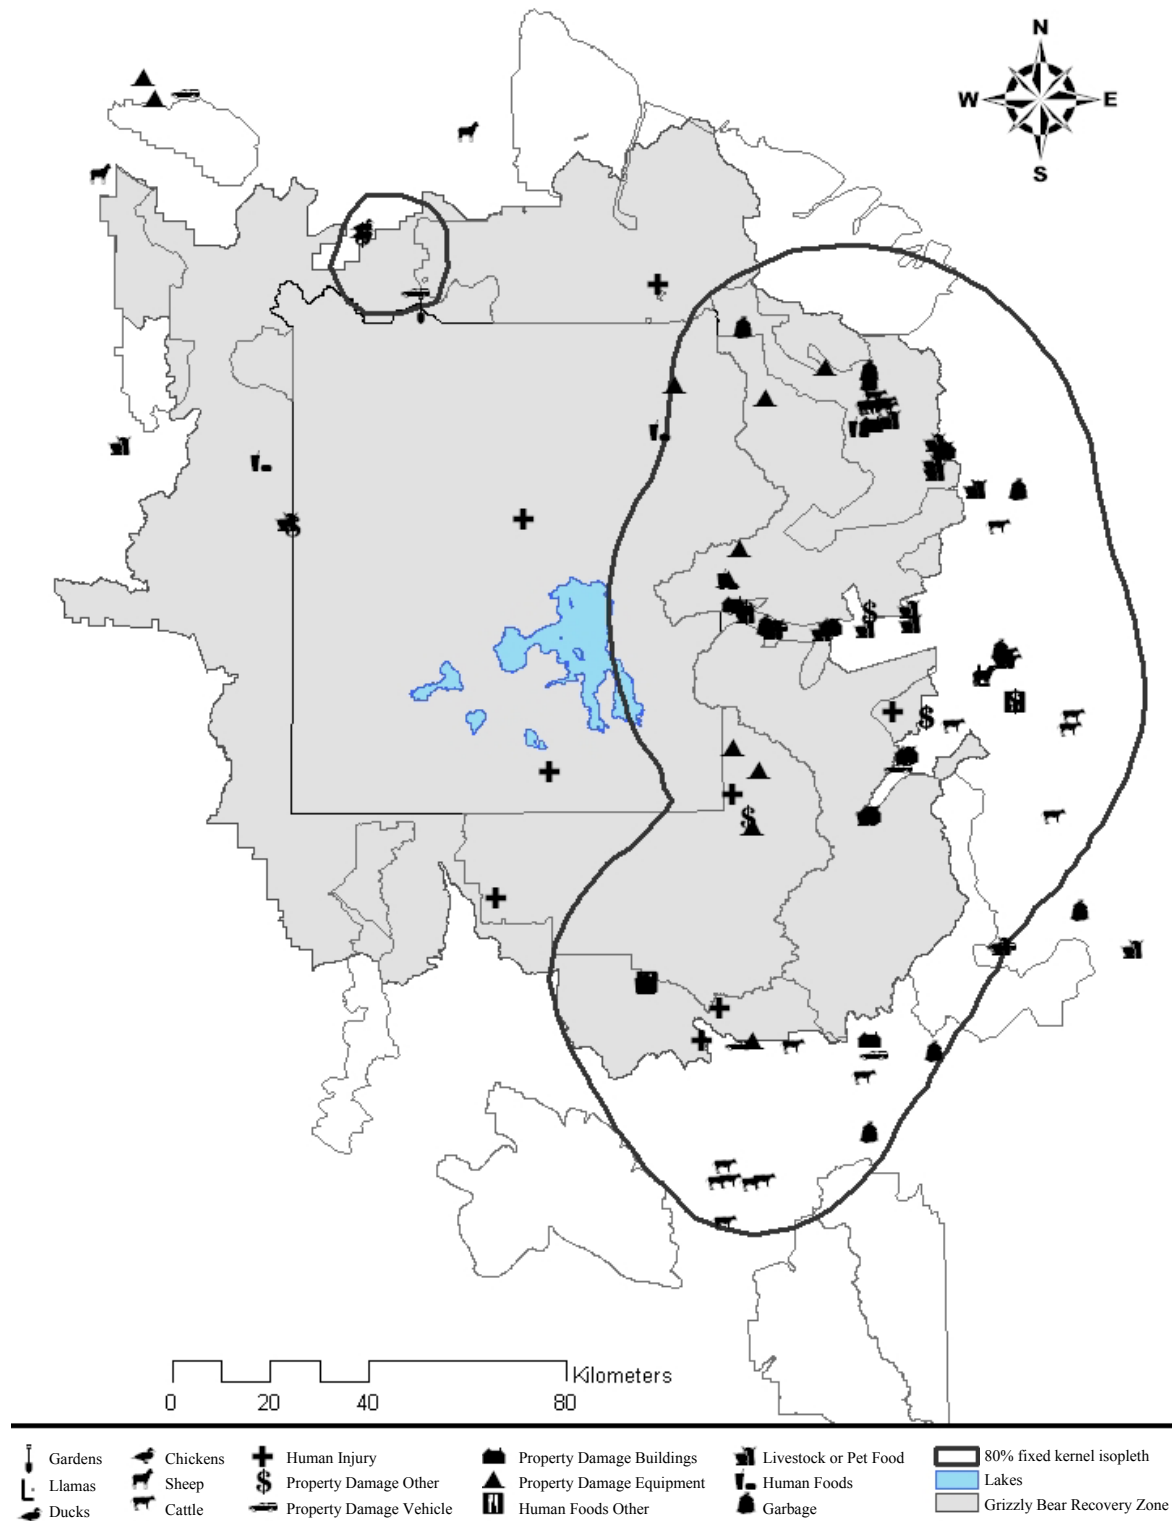 N
W E
S
Kilometers
0 20 40 80
Gardens
Llamas
Ducks
Chickens
Sheep
Cattle
Human Injury
Property Damage Other
Property Damage Vehicle
Property Damage Buildings
Property Damage Equipment
Human Foods Other
Livestock or Pet Food
Human Foods
Garbage
80% fixed kernel isopleth
Lakes
Grizzly Bear Recovery Zone